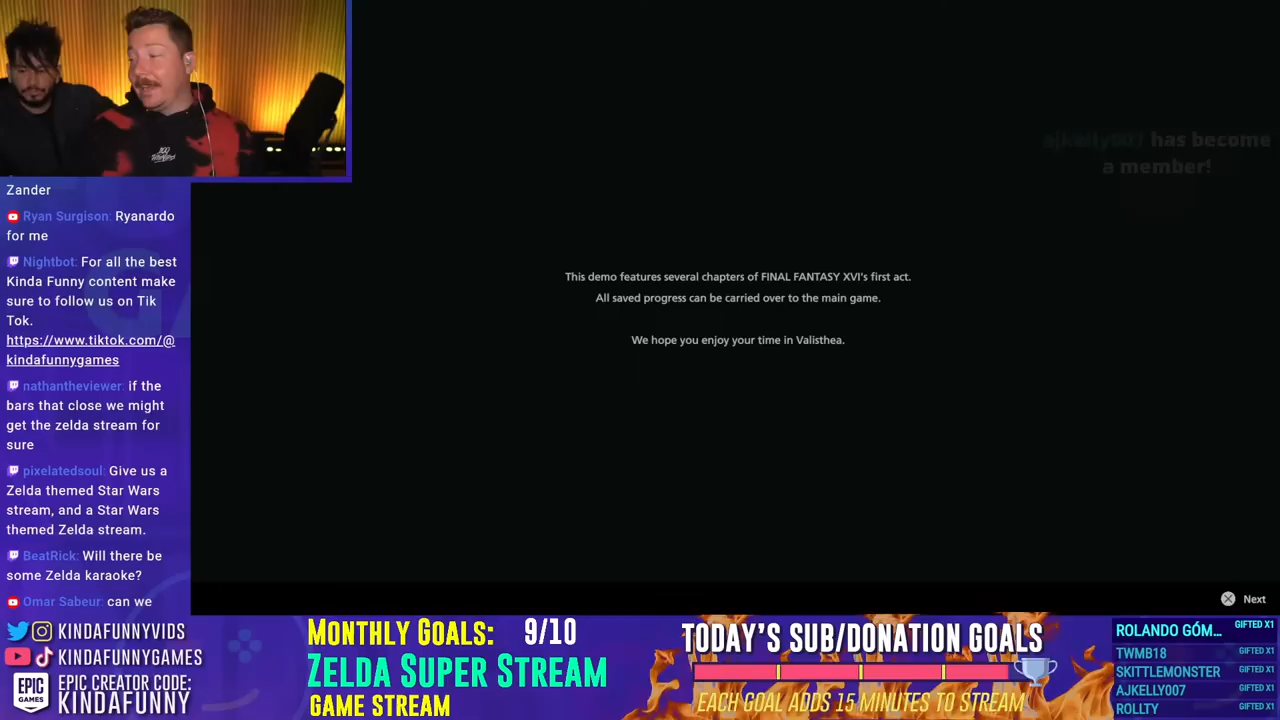 ajkelly007 has become
a member!
Zander
Ryan Surgison: Ryanardo
for me
Nightbot: For all the best
Kinda Funny content make
sure to follow us on Tik
Tok.
https://www.tiktok.com/@
kindafunnygames
nathantheviewer: if the
bars that close we might
get the zelda stream for
sure
pixelatedsoul: Give us a
Zelda themed Star Wars
stream, and a Star Wars
themed Zelda stream.
BeatRick: Will there be
some Zelda karaoke?
Omar Sabeur: can we
This demo features several chapters of FINAL FANTASY XVI's first act.
All saved progress can be carried over to the main game.
We hope you enjoy your time in Valisthea.
Next
KINDAFUNNYVIDS
KINDAFUNNYGAMES
EPIC GAMES
EPIC CREATOR CODE:
KINDAFUNNY
MONTHLY GOALS: 9/10
ZELDA SUPER STREAM
GAME STREAM
TODAY'S SUB/DONATION GOALS
EACH GOAL ADDS 15 MINUTES TO STREAM
ROLANDO GÓM... GIFTED X1
TWMB18 GIFTED X1
SKITTLEMONSTER GIFTED X1
AJKELLY007 GIFTED X1
ROLLTY GIFTED X1